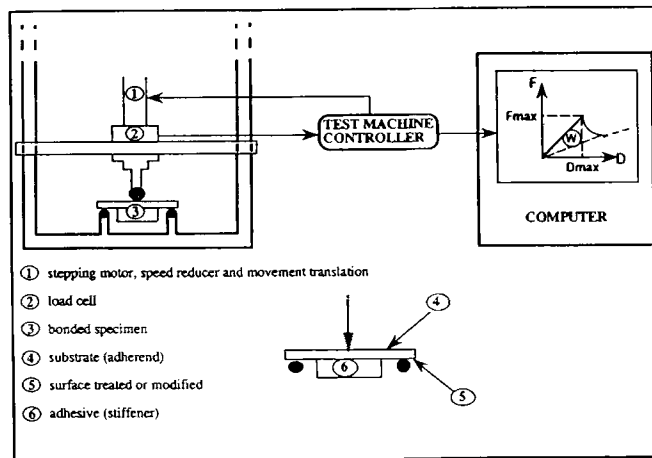 1
2
3
TEST MACHINE
CONTROLLER
F
Fmax
W
Dmax
D
COMPUTER
1 stepping motor, speed reducer and movement translation
2 load cell
3 bonded specimen
4 substrate (adherend)
5 surface treated or modified
6 adhesive (stiffener)
4
6
5